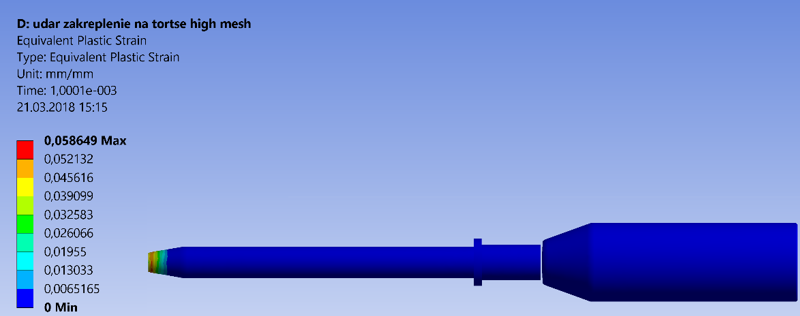 D: udar zakreplenie na tortse high mesh
Equivalent Plastic Strain
Type: Equivalent Plastic Strain
Unit: mm/mm
Time: 1,0001e-003
21.03.2018 15:15
0,058649 Max
0,052132
0,045616
0,039099
0,032583
0,026066
0,01955
0,013033
0,0065165
0 Min